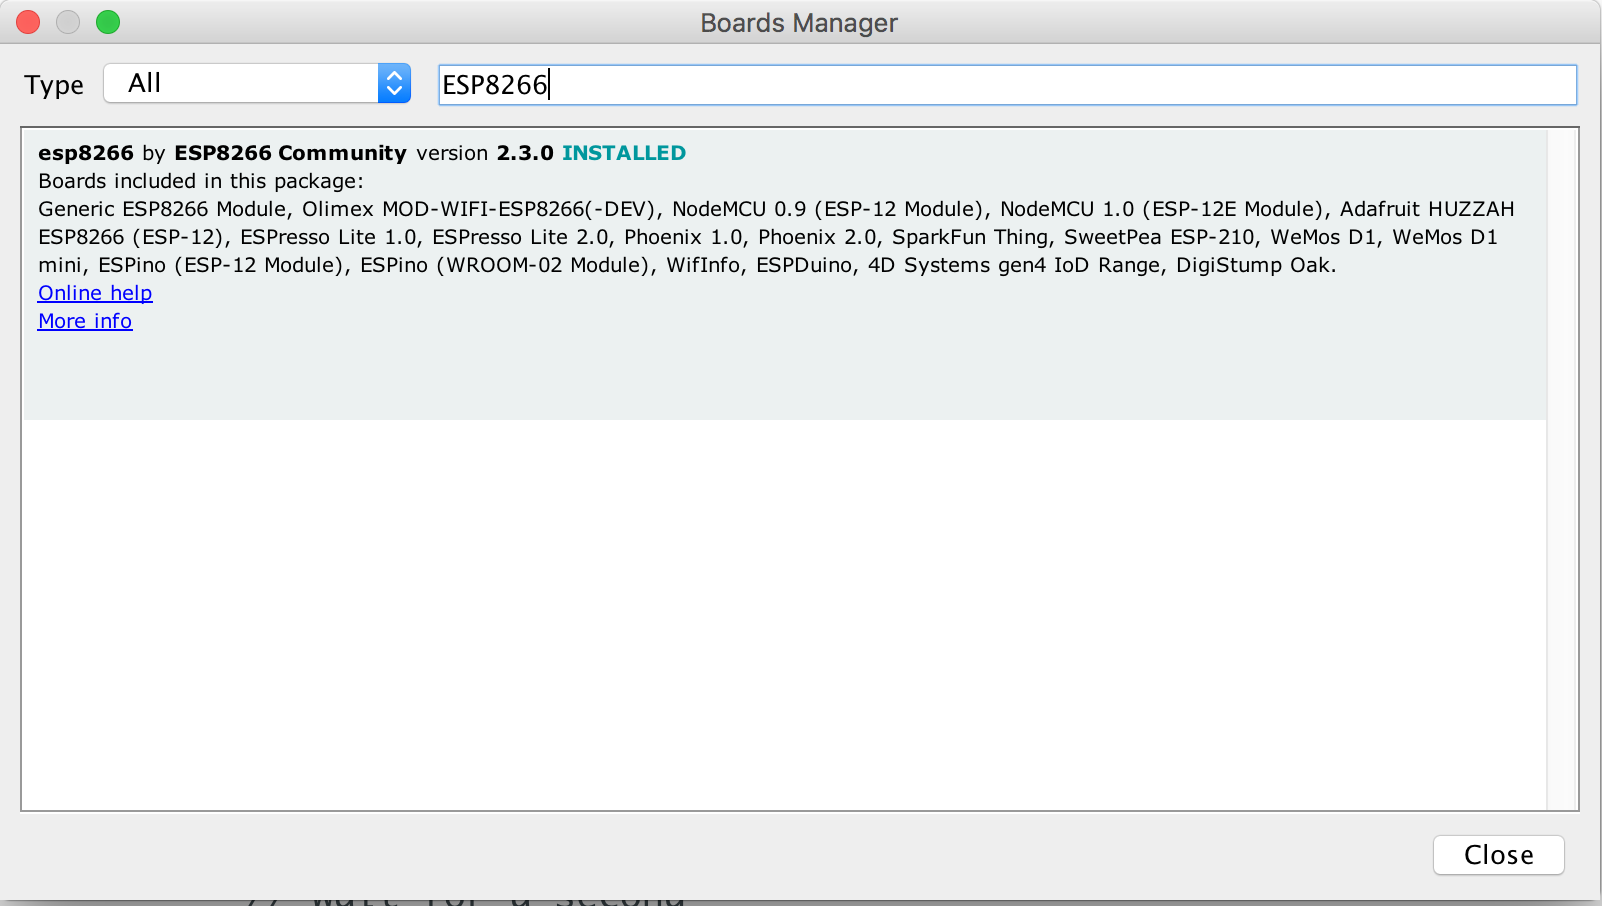 Boards Manager
Type All ESP8266
esp8266 by ESP8266 Community version 2.3.0 INSTALLED
Boards included in this package:
Generic ESP8266 Module, Olimex MOD-WIFI-ESP8266(-DEV), NodeMCU 0.9 (ESP-12 Module), NodeMCU 1.0 (ESP-12E Module), Adafruit HUZZAH
ESP8266 (ESP-12), ESPresso Lite 1.0, ESPresso Lite 2.0, Phoenix 1.0, Phoenix 2.0, SparkFun Thing, SweetPea ESP-210, WeMos D1, WeMos D1
mini, ESPino (ESP-12 Module), ESPino (WROOM-02 Module), WifInfo, ESPDuino, 4D Systems gen4 IoD Range, DigiStump Oak.
Online help
More info
Close
// Wait for a second